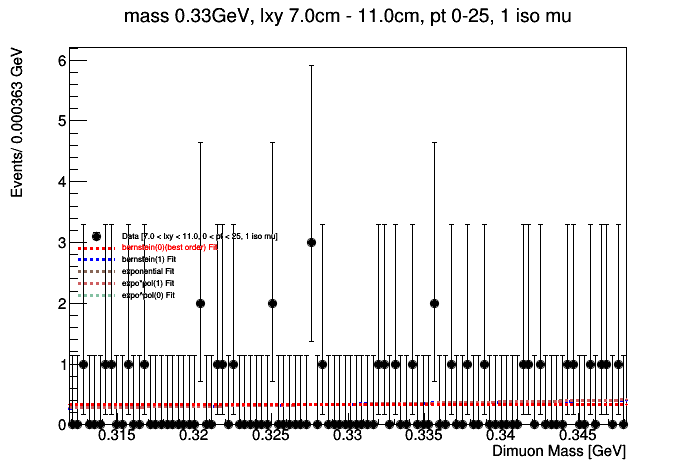 mass 0.33GeV, lxy 7.0cm - 11.0cm, pt 0-25, 1 iso mu
Events/ 0.000363 GeV
6
5
4
3
2
1
0
Data [7.0 < lxy < 11.0, 0 < pt < 25, 1 iso mu]
bernstein(0)(best order) Fit
bernstein(1) Fit
exponential Fit
expo*pol(1) Fit
expo*pol(0) Fit
0.315 0.32 0.325 0.33 0.335 0.34 0.345
Dimuon Mass [GeV]